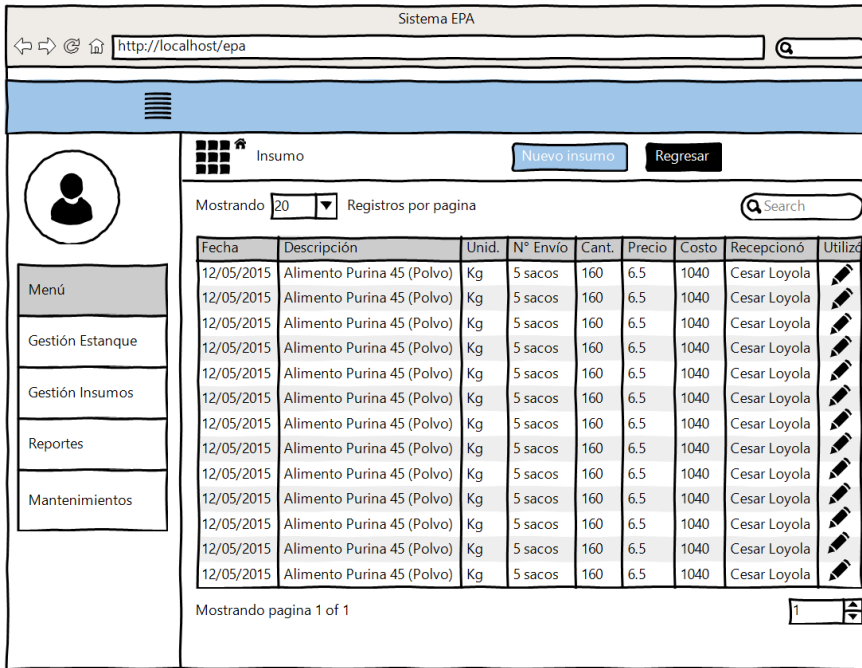 Sistema EPA
http://localhost/epa
Insumo Nuevo insumo Regresar
Mostrando 20 Registros por pagina Search
Menú
Gestión Estanque
Gestión Insumos
Reportes
Mantenimientos
Fecha Descripción Unid. N° Envío Cant. Precio Costo Recepcionó Utilizó
12/05/2015 Alimento Purina 45 (Polvo) Kg 5 sacos 160 6.5 1040 Cesar Loyola
12/05/2015 Alimento Purina 45 (Polvo) Kg 5 sacos 160 6.5 1040 Cesar Loyola
12/05/2015 Alimento Purina 45 (Polvo) Kg 5 sacos 160 6.5 1040 Cesar Loyola
12/05/2015 Alimento Purina 45 (Polvo) Kg 5 sacos 160 6.5 1040 Cesar Loyola
12/05/2015 Alimento Purina 45 (Polvo) Kg 5 sacos 160 6.5 1040 Cesar Loyola
12/05/2015 Alimento Purina 45 (Polvo) Kg 5 sacos 160 6.5 1040 Cesar Loyola
12/05/2015 Alimento Purina 45 (Polvo) Kg 5 sacos 160 6.5 1040 Cesar Loyola
12/05/2015 Alimento Purina 45 (Polvo) Kg 5 sacos 160 6.5 1040 Cesar Loyola
12/05/2015 Alimento Purina 45 (Polvo) Kg 5 sacos 160 6.5 1040 Cesar Loyola
12/05/2015 Alimento Purina 45 (Polvo) Kg 5 sacos 160 6.5 1040 Cesar Loyola
12/05/2015 Alimento Purina 45 (Polvo) Kg 5 sacos 160 6.5 1040 Cesar Loyola
12/05/2015 Alimento Purina 45 (Polvo) Kg 5 sacos 160 6.5 1040 Cesar Loyola
12/05/2015 Alimento Purina 45 (Polvo) Kg 5 sacos 160 6.5 1040 Cesar Loyola
Mostrando pagina 1 of 1 1